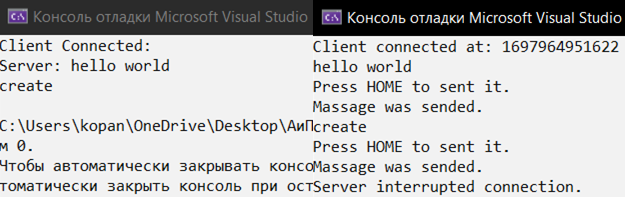 Консоль отладки Microsoft Visual Studio
Client Connected:
Server: hello world
create
C:\Users\kopan\OneDrive\Desktop\АиП
м 0.
Чтобы автоматически закрывать консо
томатически закрыть консоль при ост
Консоль отладки Microsoft Visual Studio
Client connected at: 1697964951622
hello world
Press HOME to sent it.
Massage was sended.
create
Press HOME to sent it.
Massage was sended.
Server interrupted connection.